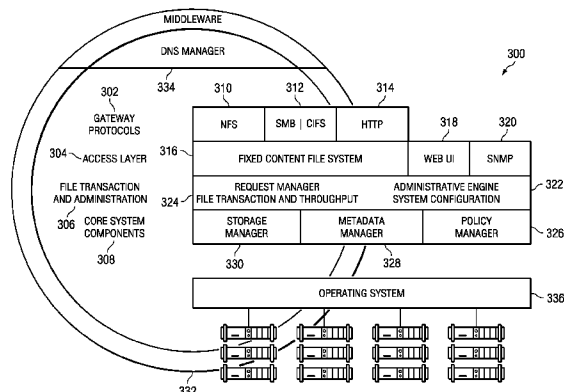 MIDDLEWARE
DNS MANAGER
334
300
302
GATEWAY
PROTOCOLS
310
312
314
NFS
SMB | CIFS
HTTP
318
320
304
ACCESS LAYER
316
FIXED CONTENT FILE SYSTEM
WEB UI
SNMP
FILE TRANSACTION
AND ADMINISTRATION
306
324
REQUEST MANAGER
FILE TRANSACTION AND THROUGHPUT
ADMINISTRATIVE ENGINE
SYSTEM CONFIGURATION
322
CORE SYSTEM
COMPONENTS
308
STORAGE
MANAGER
METADATA
MANAGER
POLICY
MANAGER
326
330
328
OPERATING SYSTEM
336
332